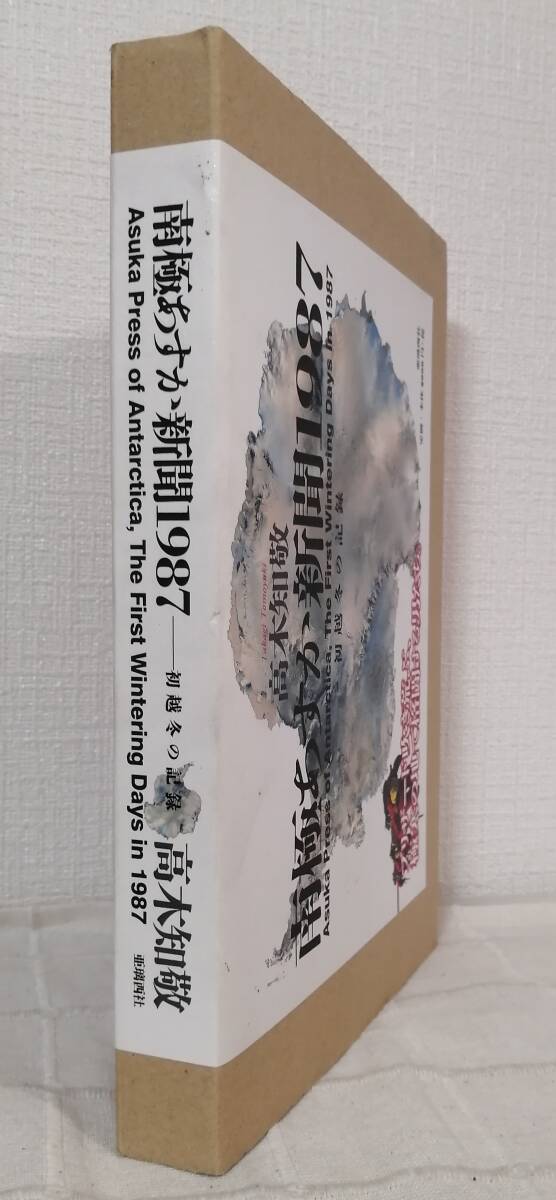 南極あすか新聞1987——初越冬の記録
高木知敬
Asuka Press of Antarctica, The First Wintering Days in 1987
亜璃西社
南極あすか新聞1987
初越冬の記録
Asuka Press of Antarctica, The First Wintering Days in 1987
高木知敬